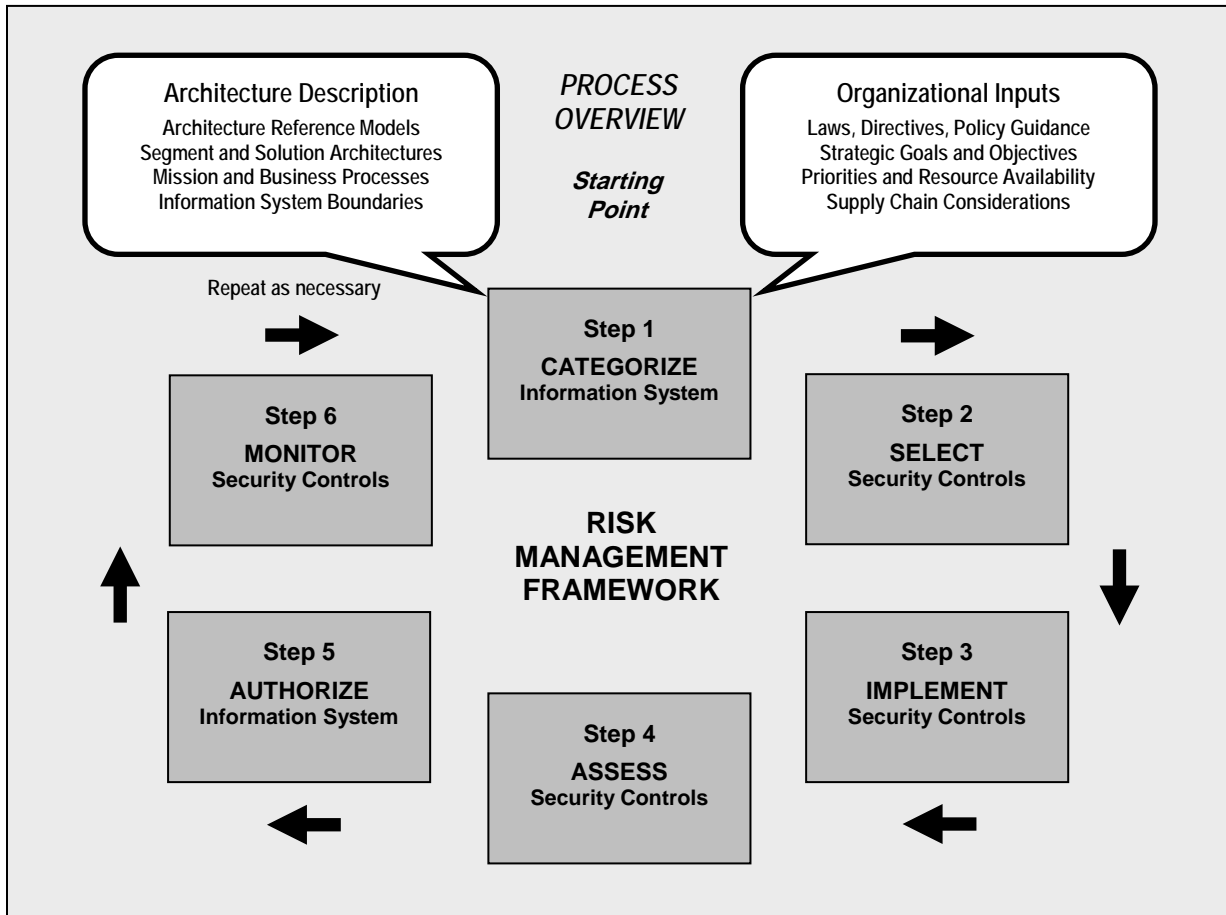 Architecture Description
Architecture Reference Models
Segment and Solution Architectures
Mission and Business Processes
Information System Boundaries
PROCESS
OVERVIEW
Starting
Point
Organizational Inputs
Laws, Directives, Policy Guidance
Strategic Goals and Objectives
Priorities and Resource Availability
Supply Chain Considerations
Repeat as necessary
Step 1
CATEGORIZE
Information System
Step 2
SELECT
Security Controls
Step 3
IMPLEMENT
Security Controls
Step 4
ASSESS
Security Controls
Step 5
AUTHORIZE
Information System
Step 6
MONITOR
Security Controls
RISK
MANAGEMENT
FRAMEWORK